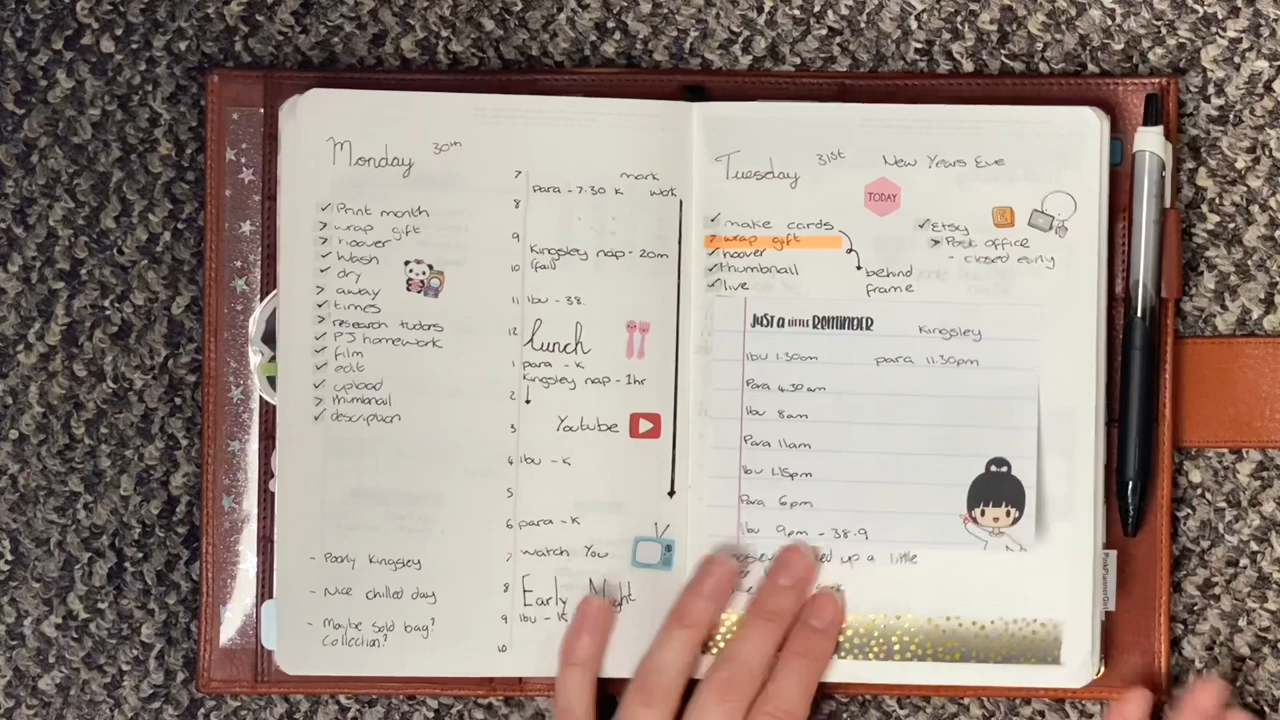 Monday 30th
✓ Print month
> wrap gift
> hoover
✓ Wash
✓ dry
> away
✓ times
> research tudors
✓ PJ homework
✓ film
✓ edit
✓ upload
> thumbnail
✓ description
- Poorly Kingsley
- Nice chilled day
- Maybe sold bag?
Collection?
7 mark
Para - 7.30 K work
8
9
Kingsley nap - 20m
10 (fail)
11 Ibu - 38.
12 lunch
1 para - K
Kingsley nap - 1hr
2
3 Youtube
4 Ibu - K
5
6 para - K
7 watch You
8 Early Night
9 Ibu - K
10
Tuesday 31st New Years Eve
TODAY
✓ make cards
> wrap gift
✓ hoover
✓ thumbnail
✓ live
behind
frame
✓ Etsy
> Post office
- closed early
JUST A LITTLE REMINDER Kingsley
Ibu 1.30am para 11.30pm
Para 4.30am
Ibu 8am
Para 11am
Ibu 1.15pm
Para 6pm
Ibu 9pm - 38.9
up a little
PinkPlannerGirl